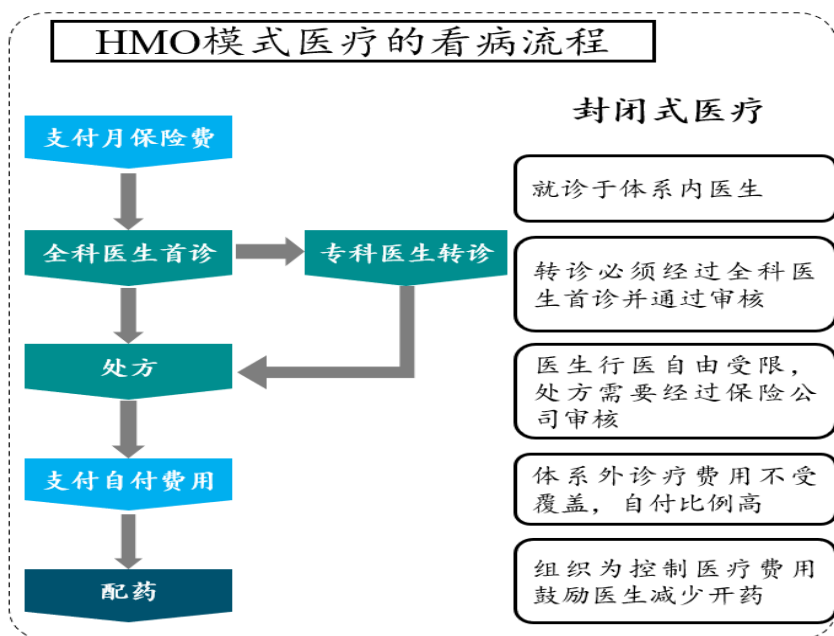 HMO模式医疗的看病流程
支付月保险费
全科医生首诊
专科医生转诊
处方
支付自付费用
配药
封闭式医疗
就诊于体系内医生
转诊必须经过全科医
生首诊并通过审核
医生行医自由受限，
处方需要经过保险公
司审核
体系外诊疗费用不受
覆盖，自付比例高
组织为控制医疗费用
鼓励医生减少开药